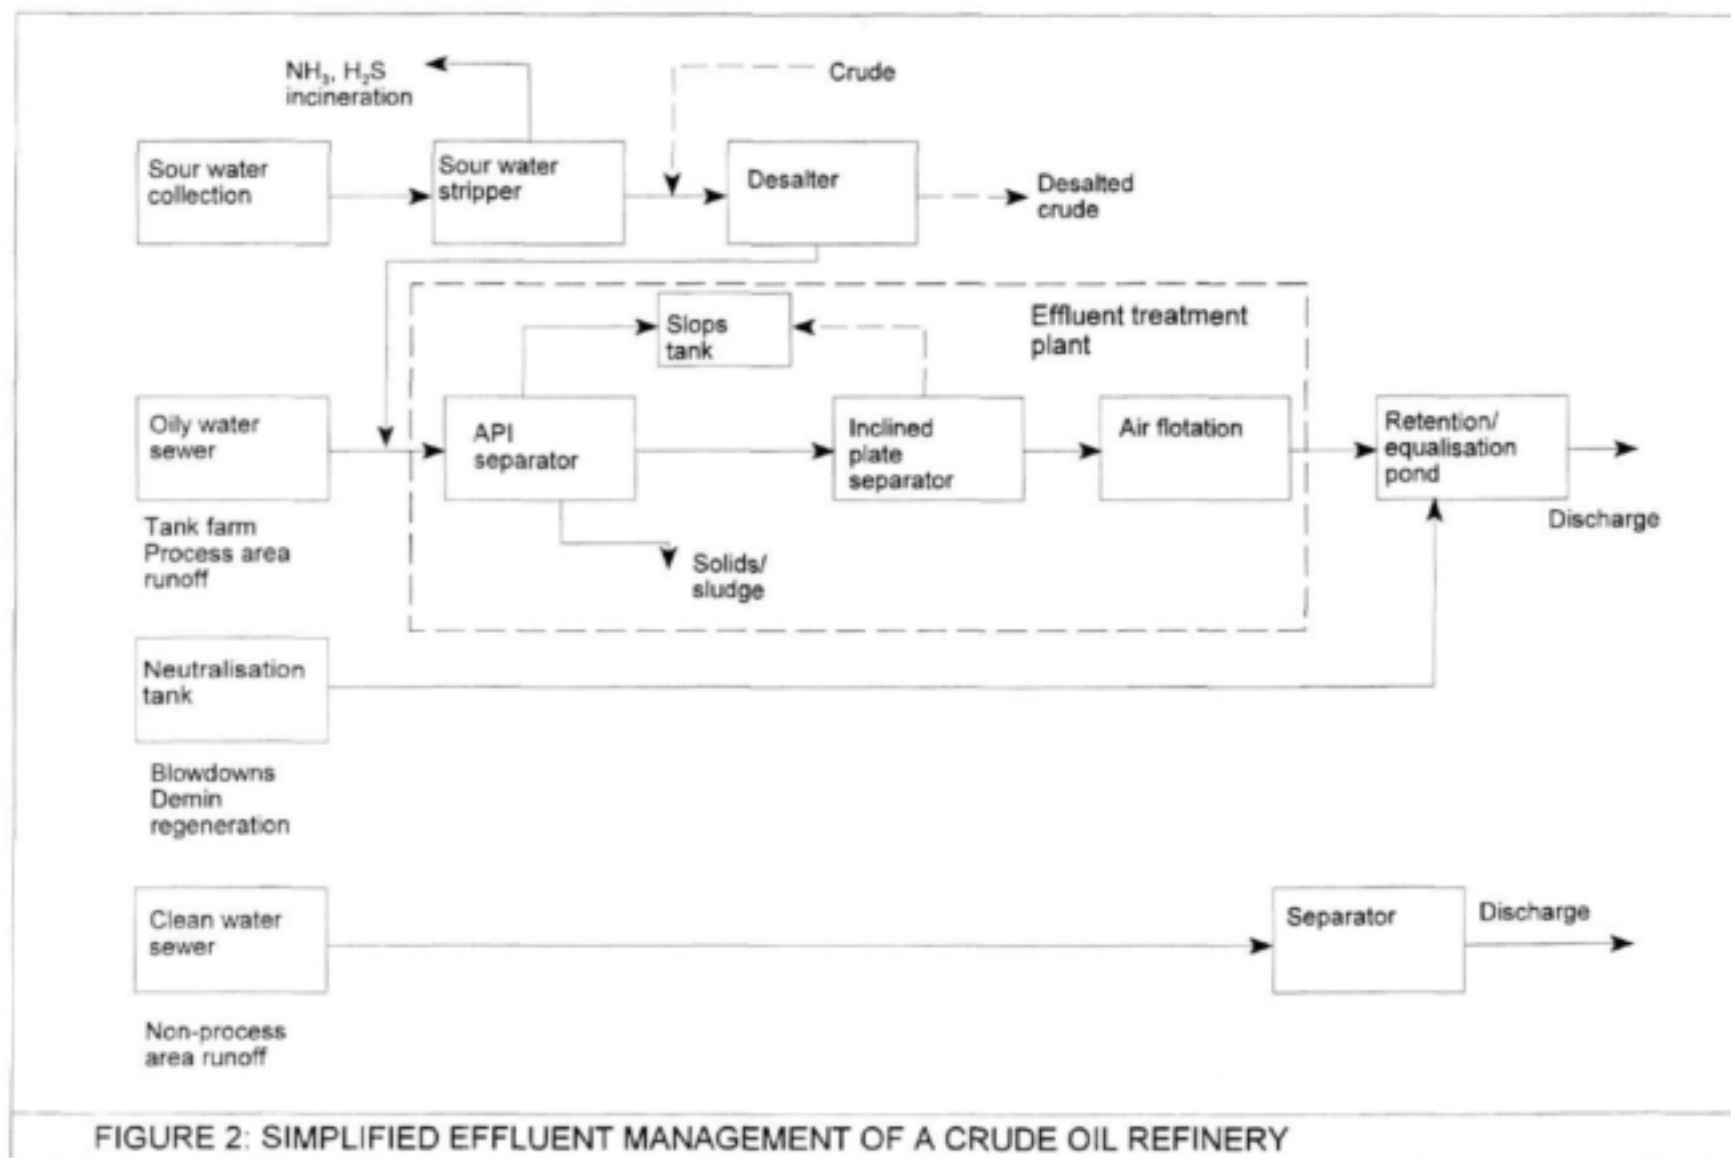 NH₃, H₂S
incineration
Crude
Sour water
collection
Sour water
stripper
Desalter
Desalted
crude
Slops
tank
Effluent treatment
plant
Oily water
sewer
API
separator
Inclined
plate
separator
Air flotation
Retention/
equalisation
pond
Discharge
Tank farm
Process area
runoff
Solids/
sludge
Neutralisation
tank
Blowdowns
Demin
regeneration
Clean water
sewer
Separator
Discharge
Non-process
area runoff
FIGURE 2: SIMPLIFIED EFFLUENT MANAGEMENT OF A CRUDE OIL REFINERY